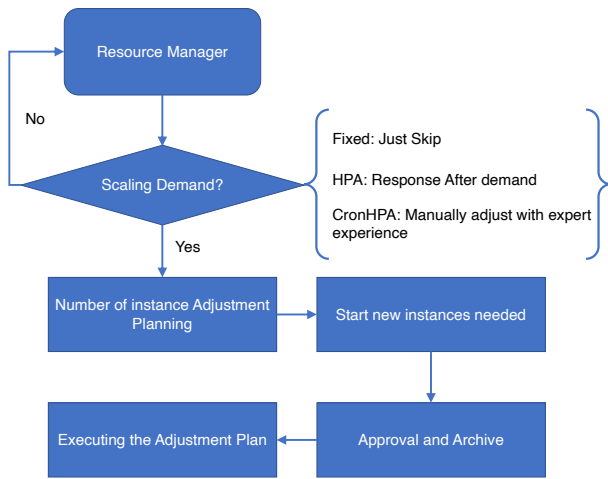 Resource Manager
No
Fixed: Just Skip
Scaling Demand?
HPA: Response After demand
CronHPA: Manually adjust with expert
experience
Yes
Number of instance Adjustment
Planning
Start new instances needed
Executing the Adjustment Plan
Approval and Archive